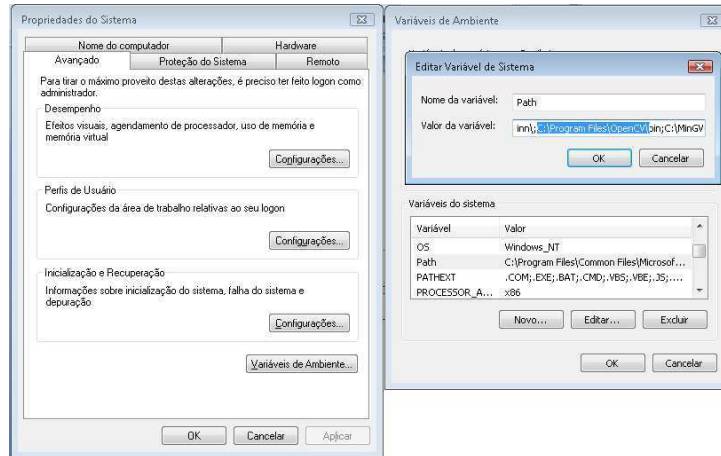 Propriedades do Sistema
Nome do computador
Hardware
Avançado
Proteção do Sistema
Remoto
Para tirar o máximo proveito destas alterações, é preciso ter feito logon como
administrador.
Desempenho
Efeitos visuais, agendamento de processador, uso de memória e
memória virtual
Configurações...
Perfis de Usuário
Configurações da área de trabalho relativas ao seu logon
Configurações...
Inicialização e Recuperação
Informações sobre inicialização do sistema, falha do sistema e
depuração
Configurações...
Variáveis de Ambiente...
OK
Cancelar
Aplicar
Variáveis de Ambiente
Editar Variável de Sistema
Nome da variável:
Path
Valor da variável:
inn\;C:\Program Files\OpenCV\bin;C:\MinGW
OK
Cancelar
Variáveis do sistema
Variável
Valor
OS
Windows_NT
Path
C:\Program Files\Common Files\Microsof...
PATHEXT
.COM;.EXE;.BAT;.CMD;.VBS;.VBE;.JS;....
PROCESSOR_A...
x86
Novo...
Editar...
Excluir
OK
Cancelar